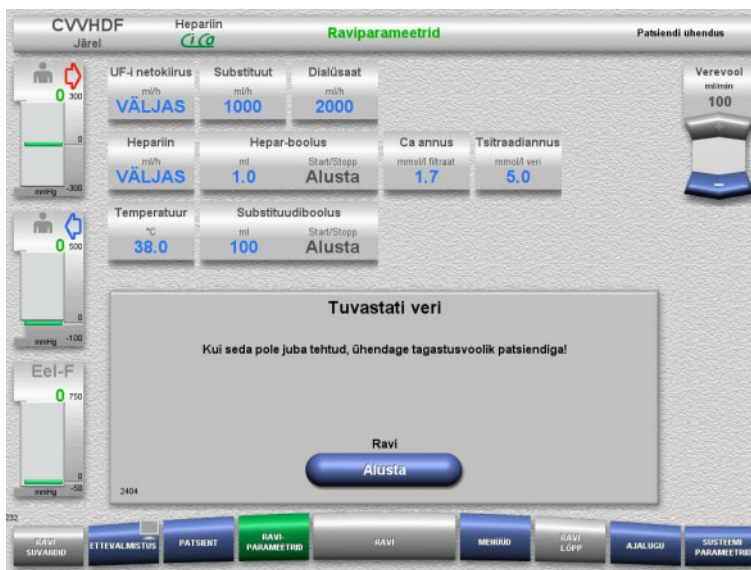 CVVHDF
Järel
Hepariin
CiCa
Raviparameetrid
Patsiendi ühendus
UF-i netokiirus
ml/h
VÄLJAS
Substituut
ml/h
1000
Dialüsaat
ml/h
2000
Verevool
ml/min
100
Hepariin
ml/h
VÄLJAS
Hepar-boolus
ml Start/Stopp
1.0 Alusta
Ca annus
mmol/l filtraat
1.7
Tsitraadiannus
mmol/l veri
5.0
Temperatuur
°C
38.0
Substituudiboolus
ml Start/Stopp
100 Alusta
0 300
0
mmHg -300
0 500
0
mmHg -100
Eel-F
0 750
0
mmHg -50
Tuvastati veri
Kui seda pole juba tehtud, ühendage tagastusvoolik patsiendiga!
Ravi
Alusta
2404
232
RAVI SUVANDID
ETTEVALMISTUS
PATSIENT
RAVI-
PARAMEETRID
RAVI
MENÜÜD
RAVI
LÕPP
AJALUGU
SÜSTEEMI
PARAMEETRID